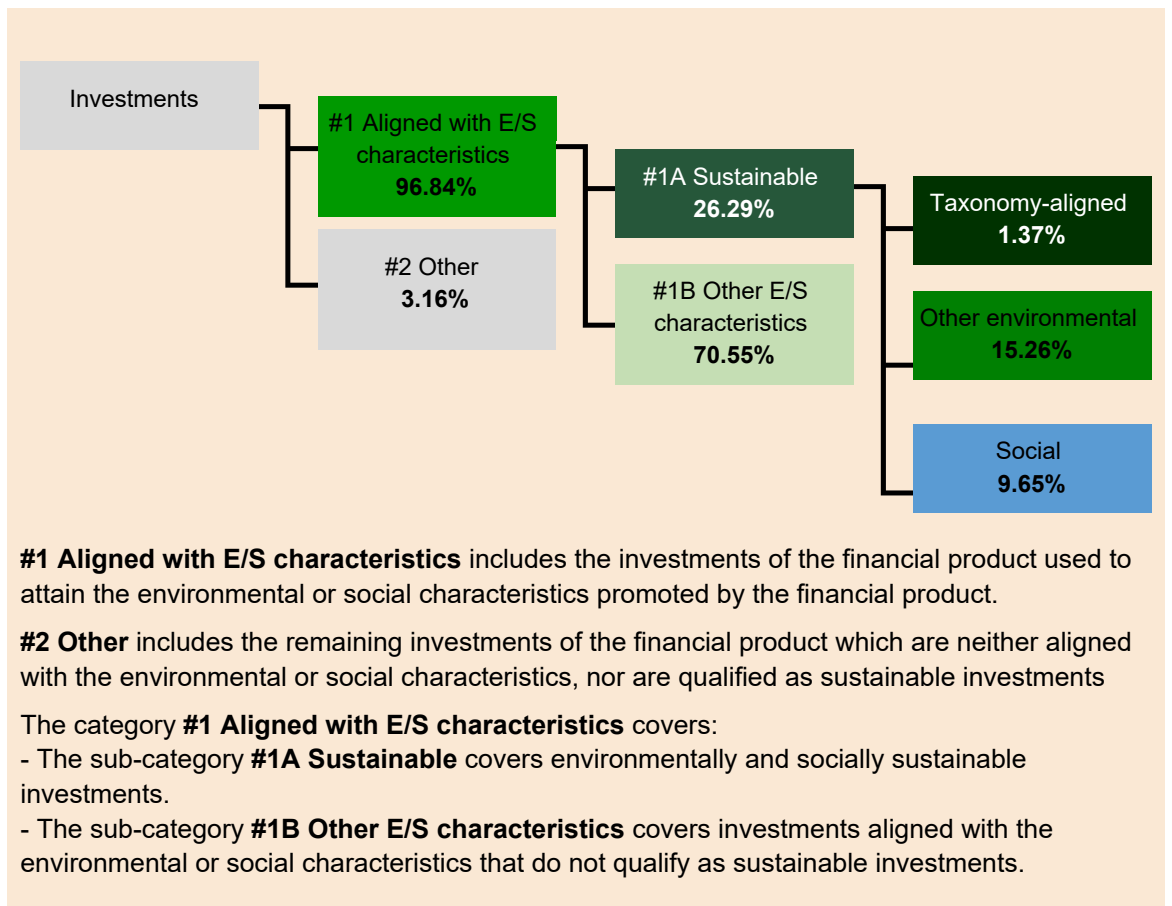 Investments
#1 Aligned with E/S
characteristics
96.84%
#2 Other
3.16%
#1A Sustainable
26.29%
#1B Other E/S
characteristics
70.55%
Taxonomy-aligned
1.37%
Other environmental
15.26%
Social
9.65%
#1 Aligned with E/S characteristics includes the investments of the financial product used to
attain the environmental or social characteristics promoted by the financial product.
#2 Other includes the remaining investments of the financial product which are neither aligned
with the environmental or social characteristics, nor are qualified as sustainable investments
The category #1 Aligned with E/S characteristics covers:
- The sub-category #1A Sustainable covers environmentally and socially sustainable
investments.
- The sub-category #1B Other E/S characteristics covers investments aligned with the
environmental or social characteristics that do not qualify as sustainable investments.